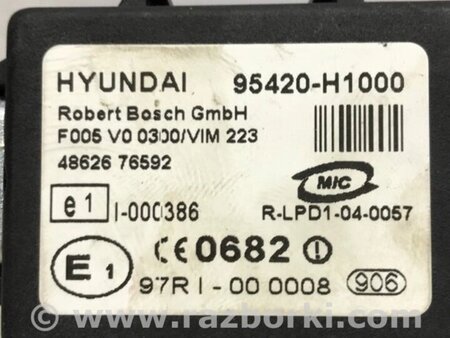 HYUNDAI 95420-H1000
Robert Bosch GmbH
F005 V0 0300/VIM 223
48626 76592
MIC
e1 I-000386 R-LPD1-04-0057
CE0682 !
E1 97RI-00 0008 906
www.razborki.com